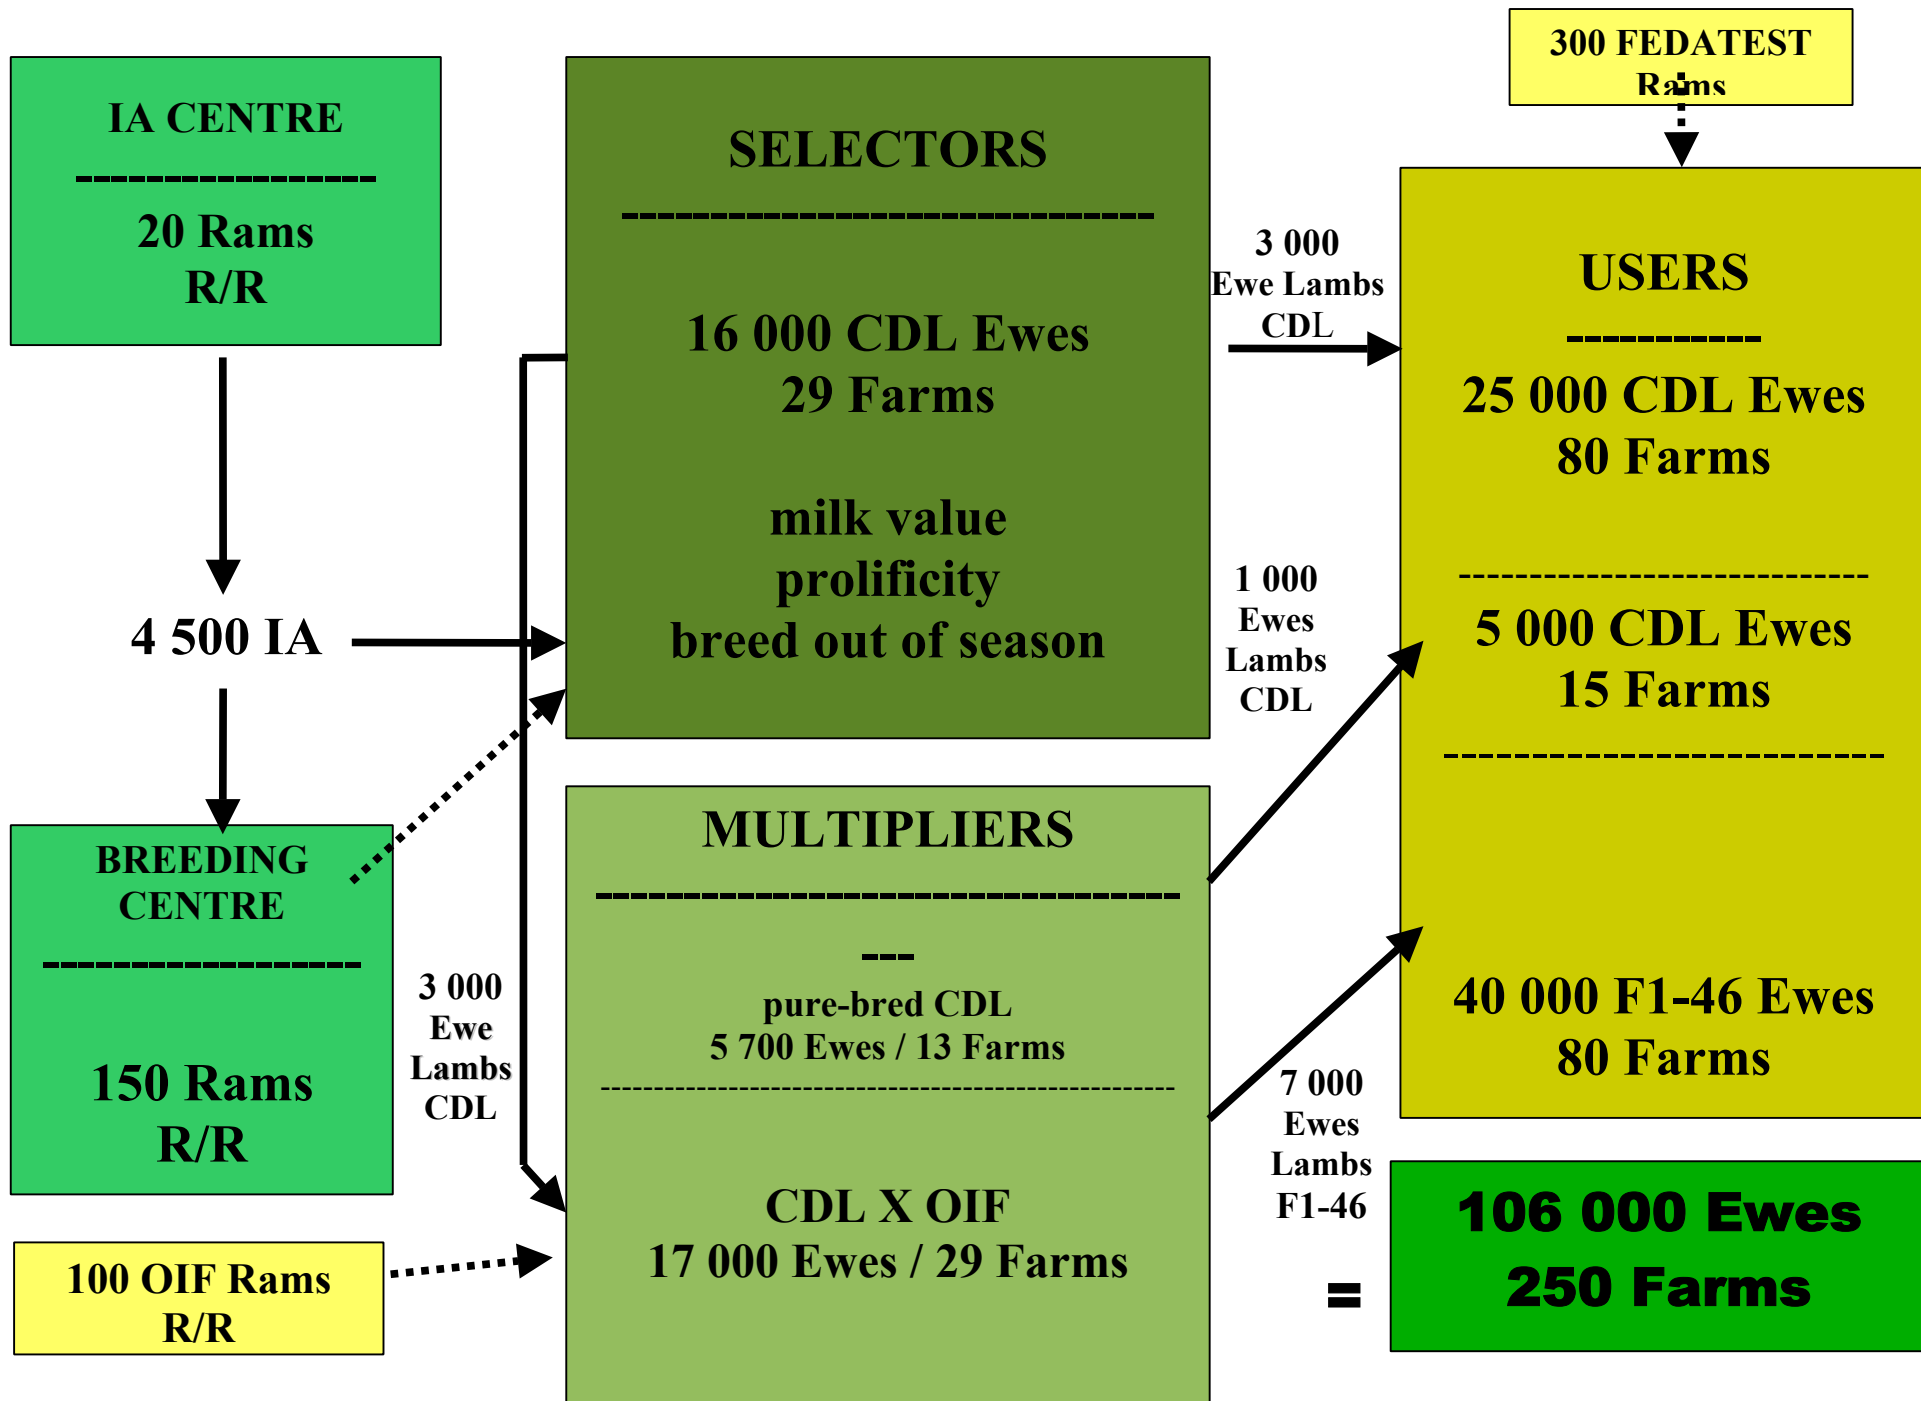 IA CENTRE
20 Rams
R/R
4 500 IA
BREEDING
CENTRE
150 Rams
R/R
100 OIF Rams
R/R
3 000
Ewe
Lambs
CDL
SELECTORS
16 000 CDL Ewes
29 Farms
milk value
prolificity
breed out of season
MULTIPLIERS
pure-bred CDL
5 700 Ewes / 13 Farms
CDL X OIF
17 000 Ewes / 29 Farms
3 000
Ewe Lambs
CDL
1 000
Ewes
Lambs
CDL
7 000
Ewes
Lambs
F1-46
300 FEDATEST
Rams
USERS
25 000 CDL Ewes
80 Farms
5 000 CDL Ewes
15 Farms
40 000 F1-46 Ewes
80 Farms
=
106 000 Ewes
250 Farms